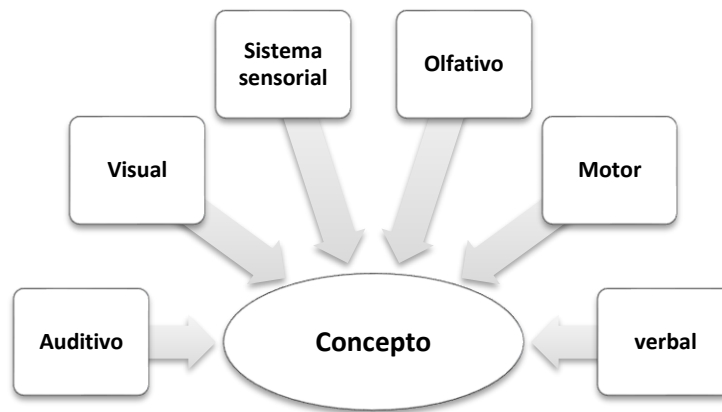 Sistema
sensorial
Olfativo
Visual
Motor
Auditivo
Concepto
verbal